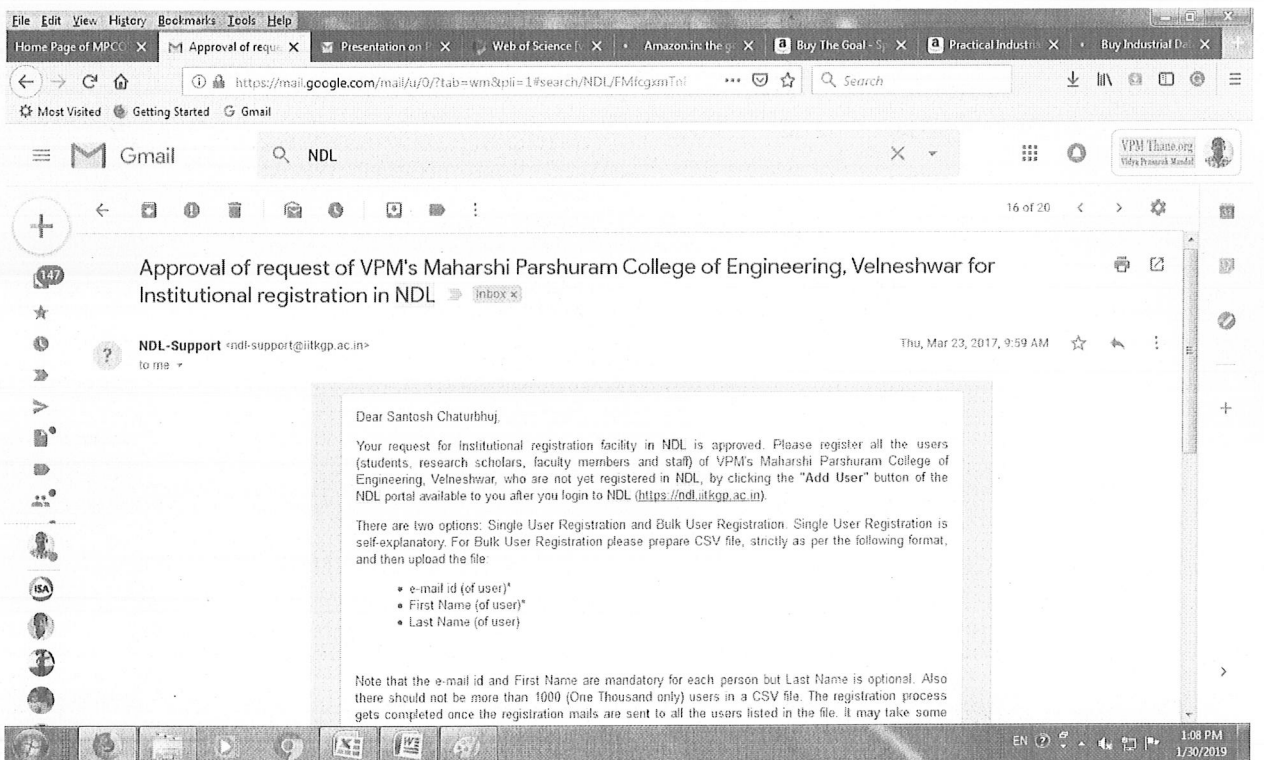 File Edit View History Bookmarks Tools Help
Home Page of MPCO X Approval of reque X Presentation on X Web of Science X Amazon.in: the g X Buy The Goal - X Practical Industri X Buy Industrial Da X
https://mail.google.com/mail/u/0/?tab=wm&pli=1#search/NDL/ Search
Most Visited Getting Started G Gmail
Gmail NDL VPM Thane.org
Vidya Prasarak Mandal
16 of 20
147
Approval of request of VPM's Maharshi Parshuram College of Engineering, Velneshwar for
Institutional registration in NDL Inbox x
NDL-Support <ndl-support@iitkgp.ac.in> Thu, Mar 23, 2017, 9:59 AM
to me
Dear Santosh Chaturbhuj,
Your request for Institutional registration facility in NDL is approved. Please register all the users
(students, research scholars, faculty members and staff) of VPM's Maharshi Parshuram College of
Engineering, Velneshwar, who are not yet registered in NDL, by clicking the "Add User" button of the
NDL portal available to you after you login to NDL (https://ndl.iitkgp.ac.in).
There are two options: Single User Registration and Bulk User Registration. Single User Registration is
self-explanatory. For Bulk User Registration please prepare CSV file, strictly as per the following format,
and then upload the file:
• e-mail id (of user)*
• First Name (of user)*
• Last Name (of user)
ISA
Note that the e-mail id and First Name are mandatory for each person but Last Name is optional. Also
there should not be more than 1000 (One Thousand only) users in a CSV file. The registration process
gets completed once the registration mails are sent to all the users listed in the file. It may take some
EN 1:08 PM
1/30/2019